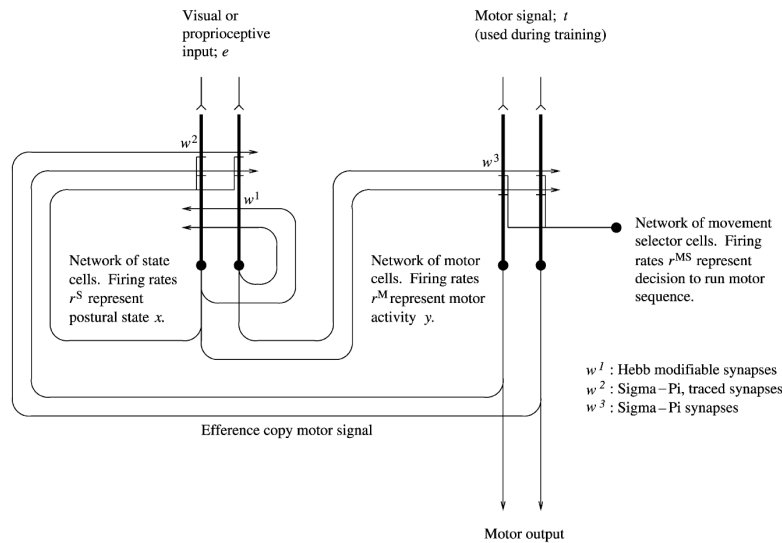 Visual or
proprioceptive
input; e
Motor signal; t
(used during training)
w²
w³
w¹
Network of state
cells. Firing rates
rˢ represent
postural state x.
Network of motor
cells. Firing rates
rᴹ represent motor
activity y.
Network of movement
selector cells. Firing
rates rᴹˢ represent
decision to run motor
sequence.
w¹ : Hebb modifiable synapses
w² : Sigma–Pi, traced synapses
w³ : Sigma–Pi synapses
Efference copy motor signal
Motor output